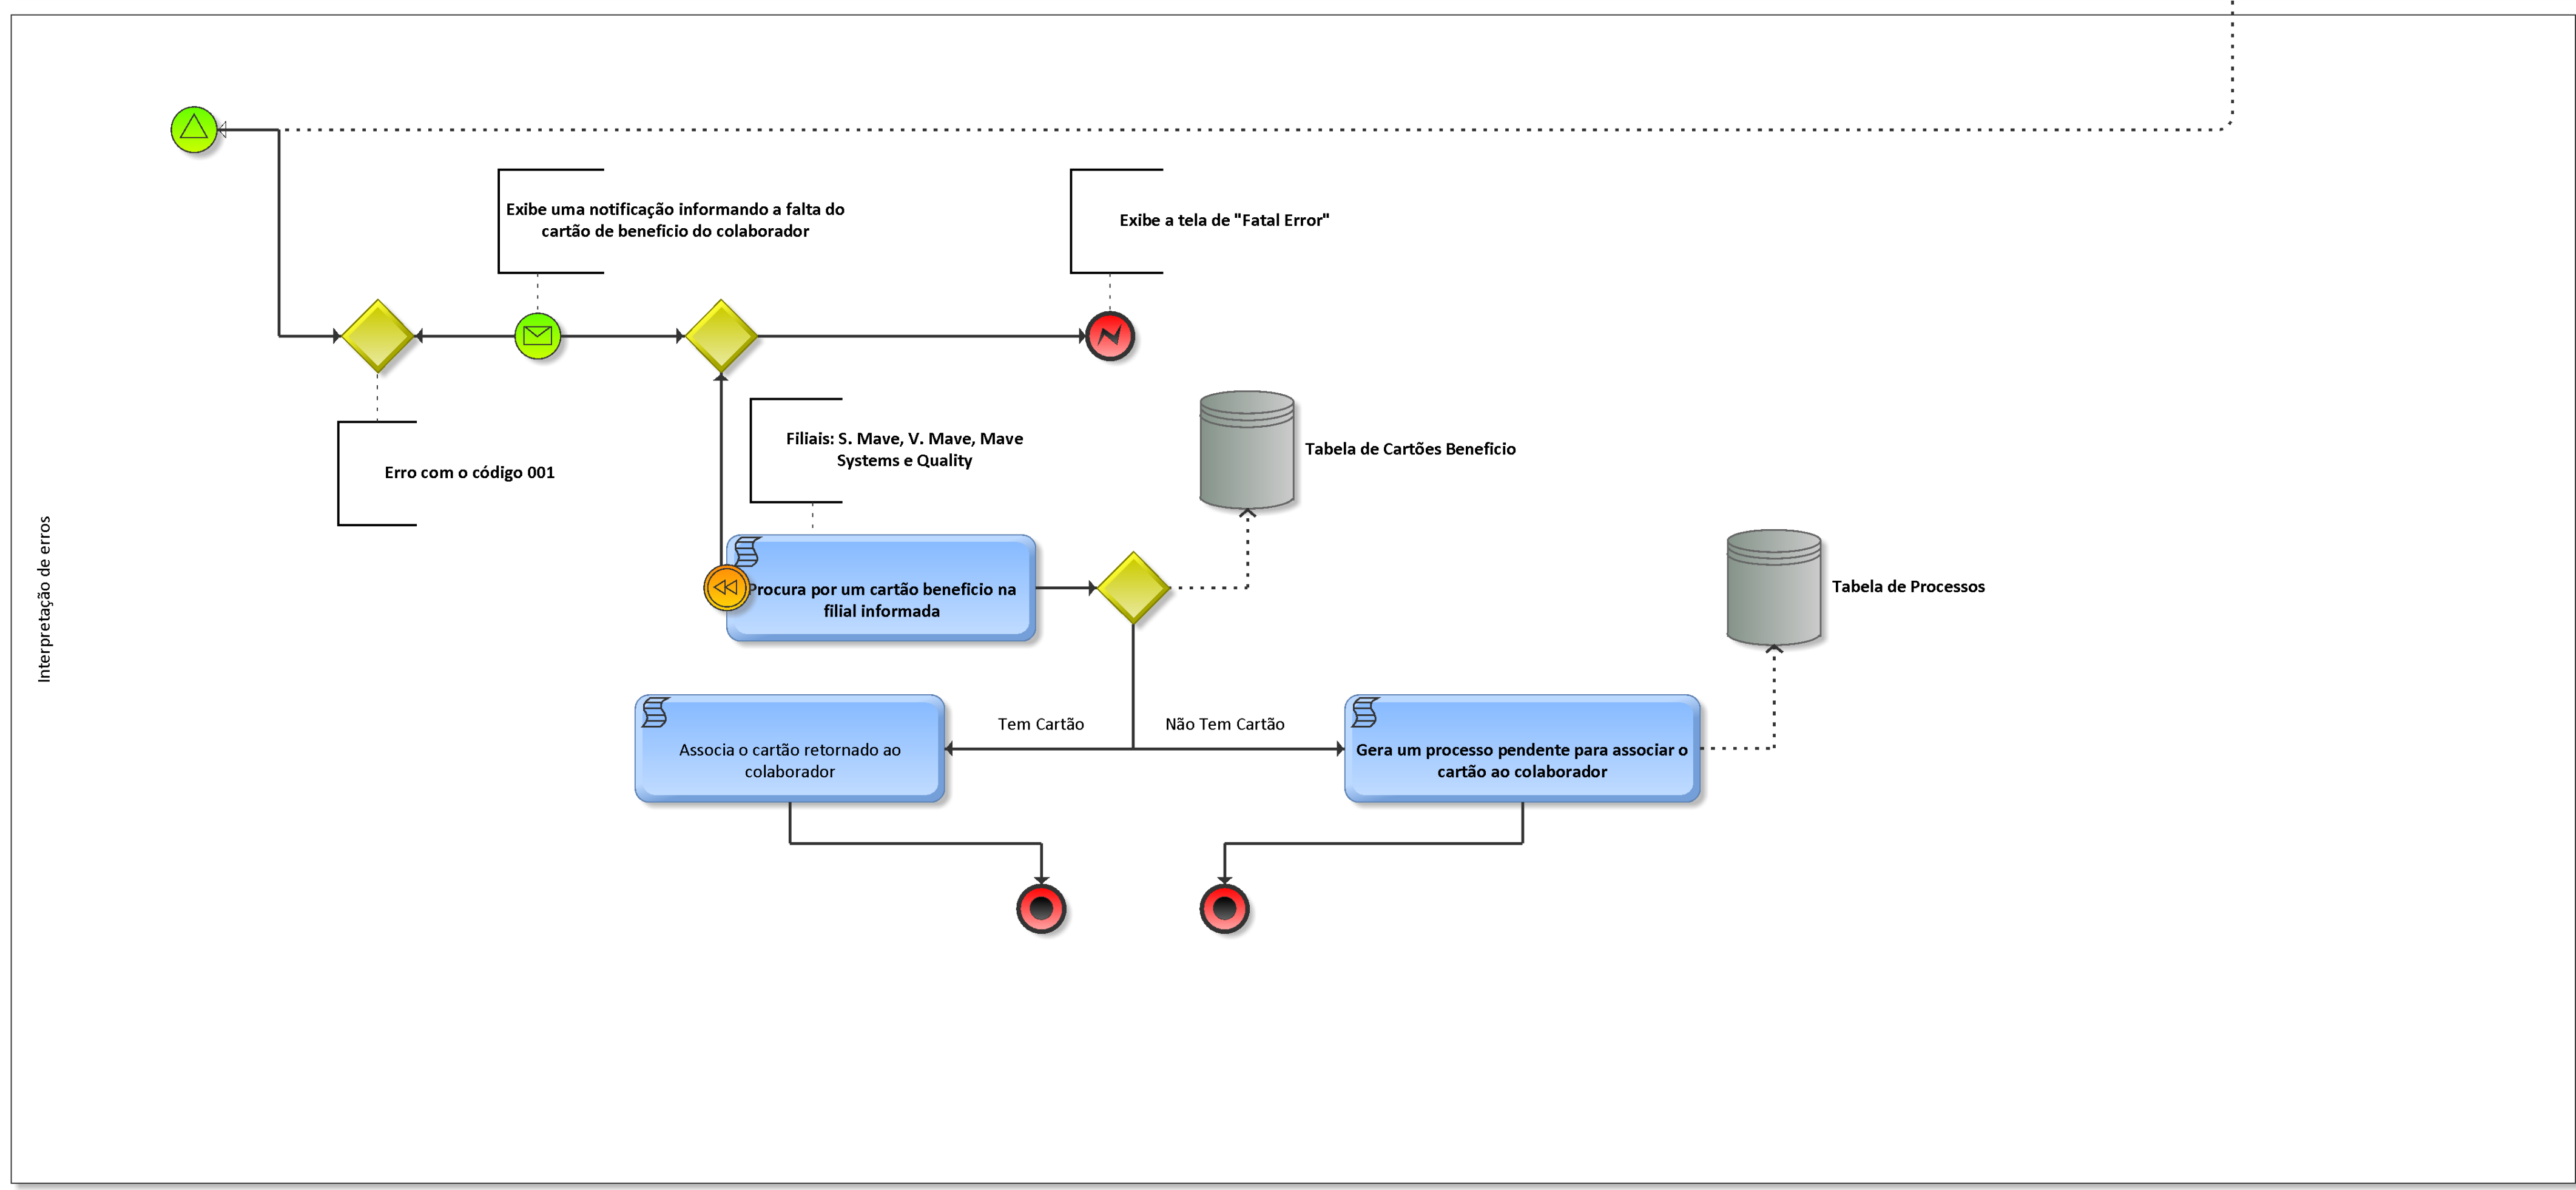 Interpretação de erros
Exibe uma notificação informando a falta do
cartão de beneficio do colaborador
Exibe a tela de "Fatal Error"
Erro com o código 001
Filiais: S. Mave, V. Mave, Mave
Systems e Quality
Tabela de Cartões Beneficio
Procura por um cartão beneficio na
filial informada
Tabela de Processos
Tem Cartão
Não Tem Cartão
Associa o cartão retornado ao
colaborador
Gera um processo pendente para associar o
cartão ao colaborador